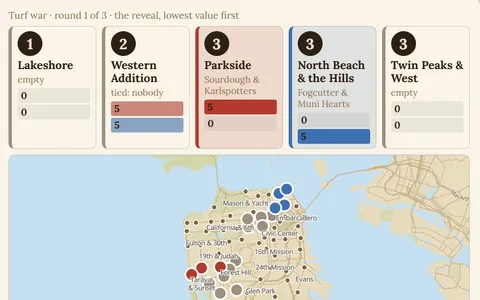 Turf war · round 1 of 3 · the reveal, lowest value first
1
Lakeshore
empty
0
0
2
Western
Addition
tied: nobody
5
5
3
Parkside
Sourdough &
Karlspotters
5
0
3
North Beach
& the Hills
Fogcutter &
Muni Hearts
0
5
3
Twin Peaks &
West
empty
0
0
Mason & Yacht
Embarcadero
California & 6th
Civic Center
Fulton & 30th
16th Mission
19th & Judah
24th Mission
Forest Hill
Taraval
& Sunset
Evans
Glen Park